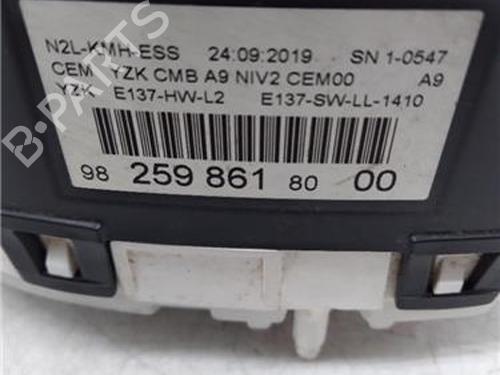 N2L-KMH-ESS 24:09:2019 SN 1-0547
CEM YZK CMB A9 NIV2 CEM00 A9
YZK E137-HW-L2 E137-SW-LL-1410
98 259 861 80 00
B-PARTS